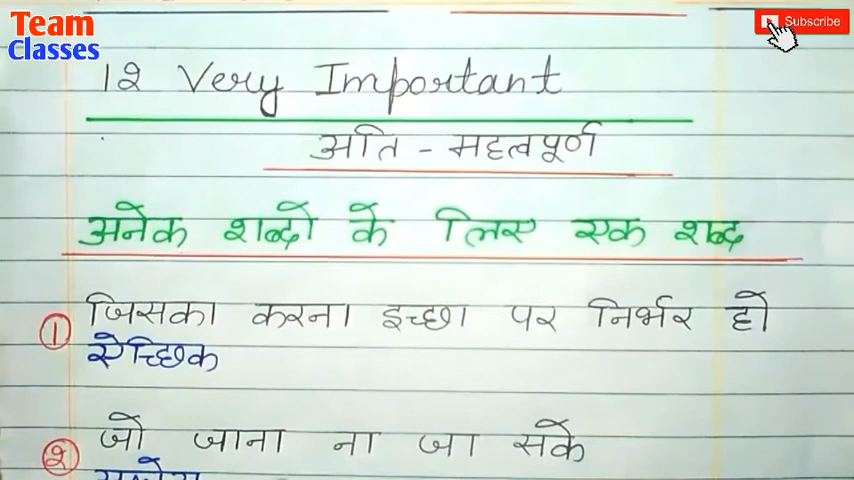 Team
Classes
Subscribe
12 Very Important
अति - महत्वपूर्ण
अनेक शब्दों के लिए एक शब्द
① जिसका करना इच्छा पर निर्भर हो
ऐच्छिक
② जो जाना ना जा सके